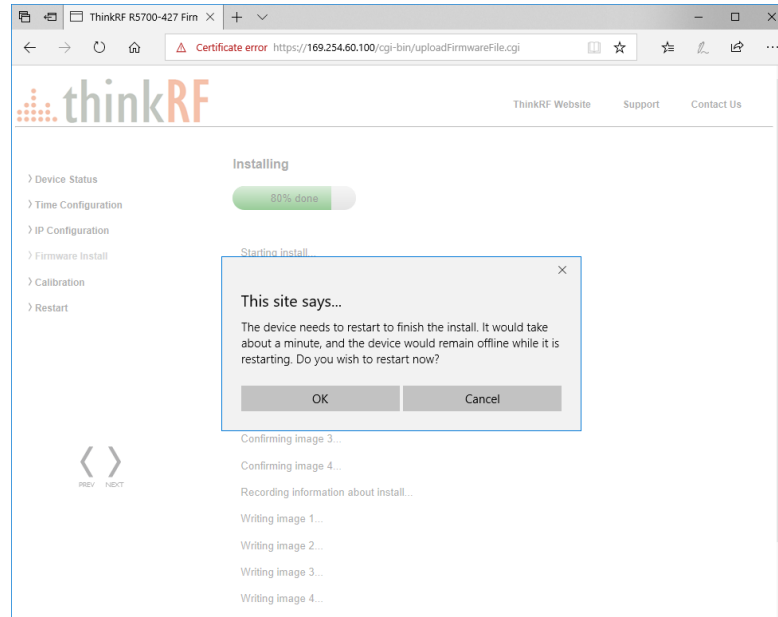 ThinkRF R5700-427 Firn
Certificate error https://169.254.60.100/cgi-bin/uploadFirmwareFile.cgi
thinkRF
ThinkRF Website Support Contact Us
Installing
80% done
Device Status
Time Configuration
IP Configuration
Firmware Install
Calibration
Restart
PREV NEXT
Starting install...
This site says...
The device needs to restart to finish the install. It would take
about a minute, and the device would remain offline while it is
restarting. Do you wish to restart now?
OK Cancel
Confirming image 3...
Confirming image 4...
Recording information about install...
Writing image 1...
Writing image 2...
Writing image 3...
Writing image 4...